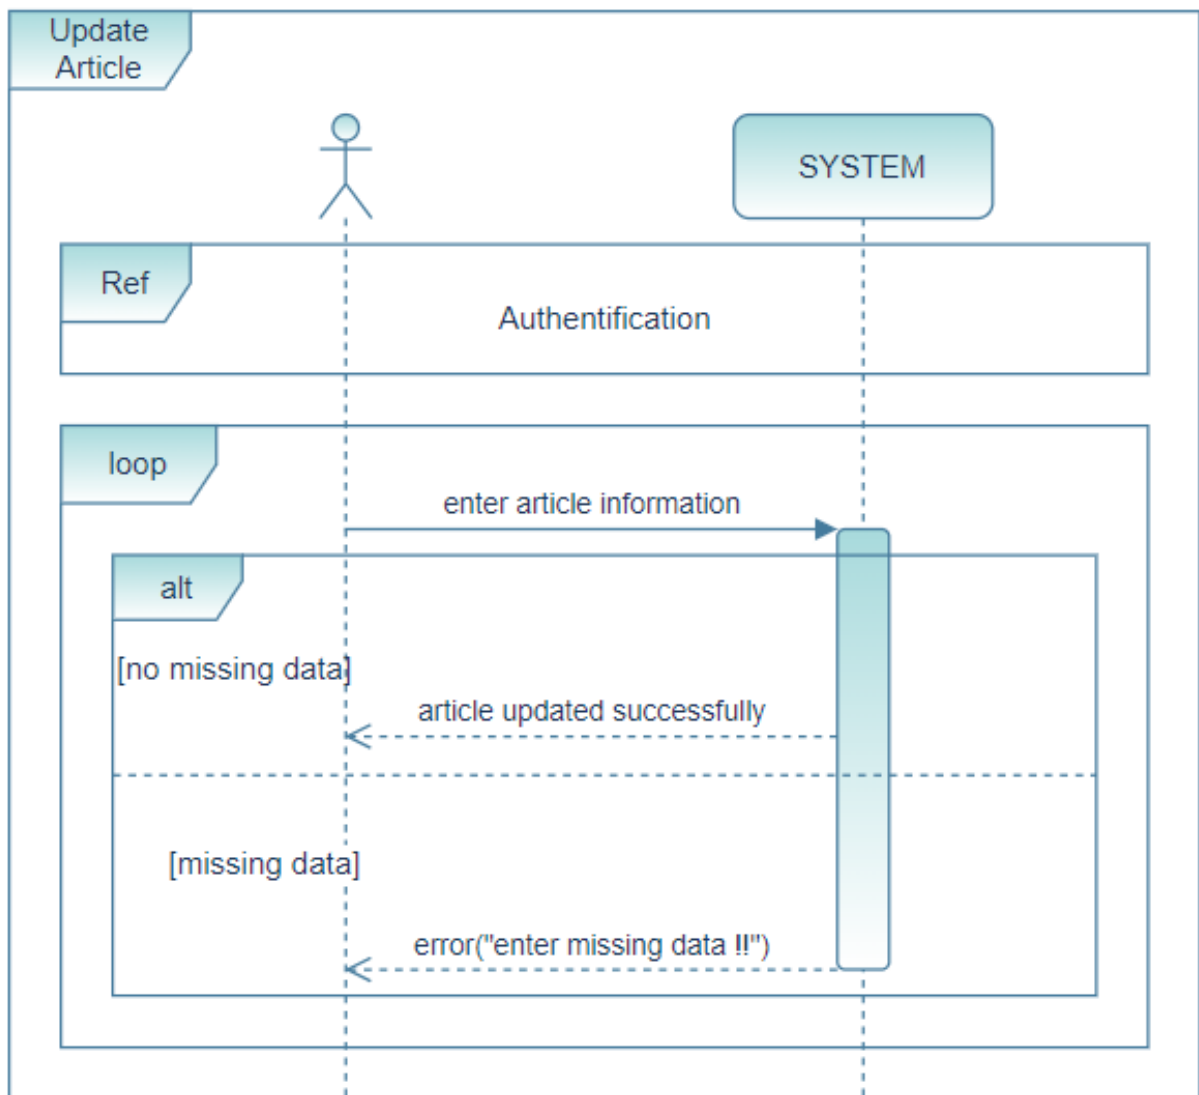 Update
Article
SYSTEM
Ref
Authentification
loop
enter article information
alt
[no missing data]
article updated successfully
[missing data]
error("enter missing data !!")